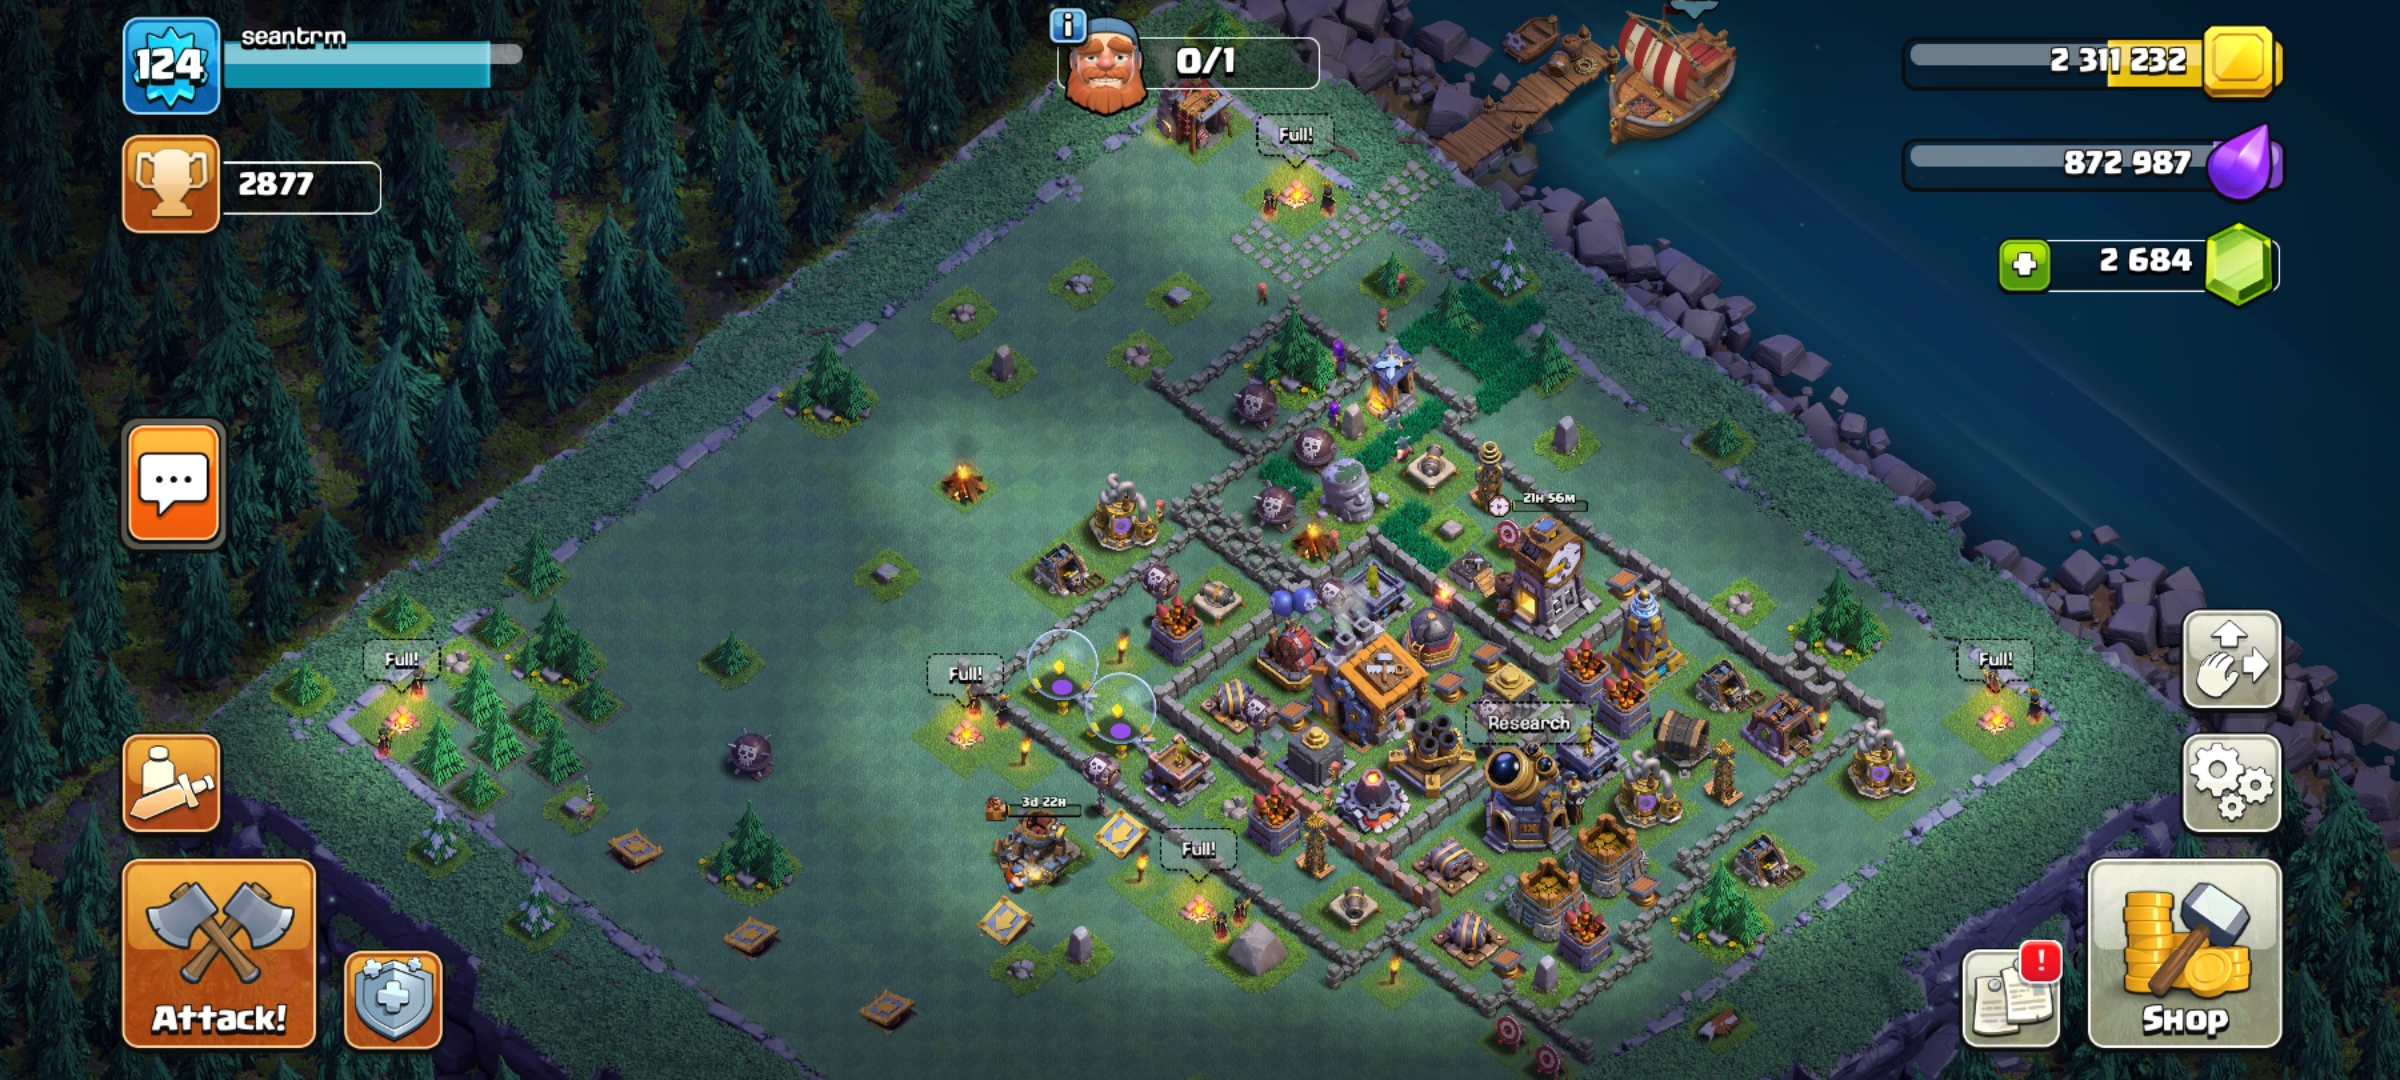 124
seantrm
i
0/1
2 311 232
2877
872 987
2 684
Full!
21H 56M
Full!
Full!
Full!
Research
3d 22H
Full!
IX
Attack!
!
Shop